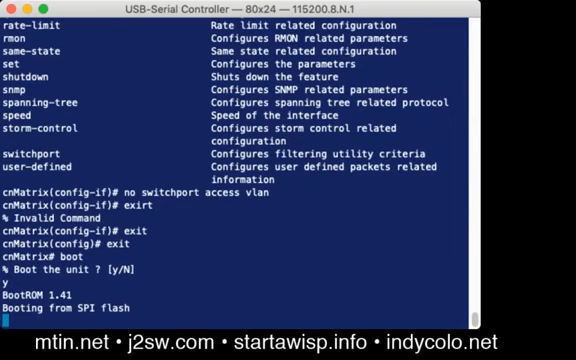 USB-Serial Controller — 80x24 — 115200.8.N.1
rate-limit Rate limit related configuration
rmon Configures RMON related parameters
same-state Same state related configuration
set Configures the parameters
shutdown Shuts down the feature
snmp Configures SNMP related parameters
spanning-tree Configures spanning tree related protocol
speed Speed of the interface
storm-control Configures storm control related
configuration
switchport Configures filtering utility criteria
user-defined Configures user defined packets related
information
cnMatrix(config-if)# no switchport access vlan
cnMatrix(config-if)# exirt
% Invalid Command
cnMatrix(config-if)# exit
cnMatrix(config)# exit
cnMatrix# boot
% Boot the unit ? [y/N]
y
BootROM 1.41
Booting from SPI flash
mtin.net • j2sw.com • startawisp.info • indycolo.net